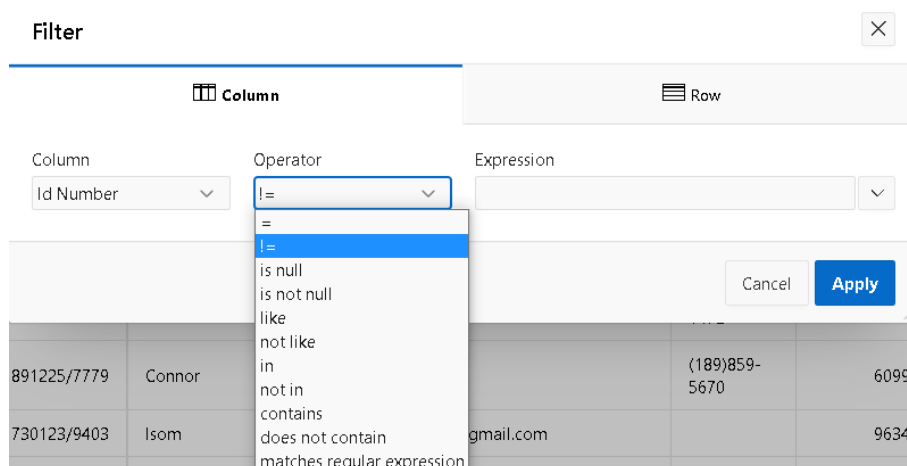 Filter
Column Row
Column Operator Expression
Id Number !=
=
!=
is null
is not null
Cancel Apply
like
not like
in
not in
contains
does not contain
matches regular expression
891225/7779 Connor (189)859-
5670 6099
730123/9403 Isom gmail.com 9634